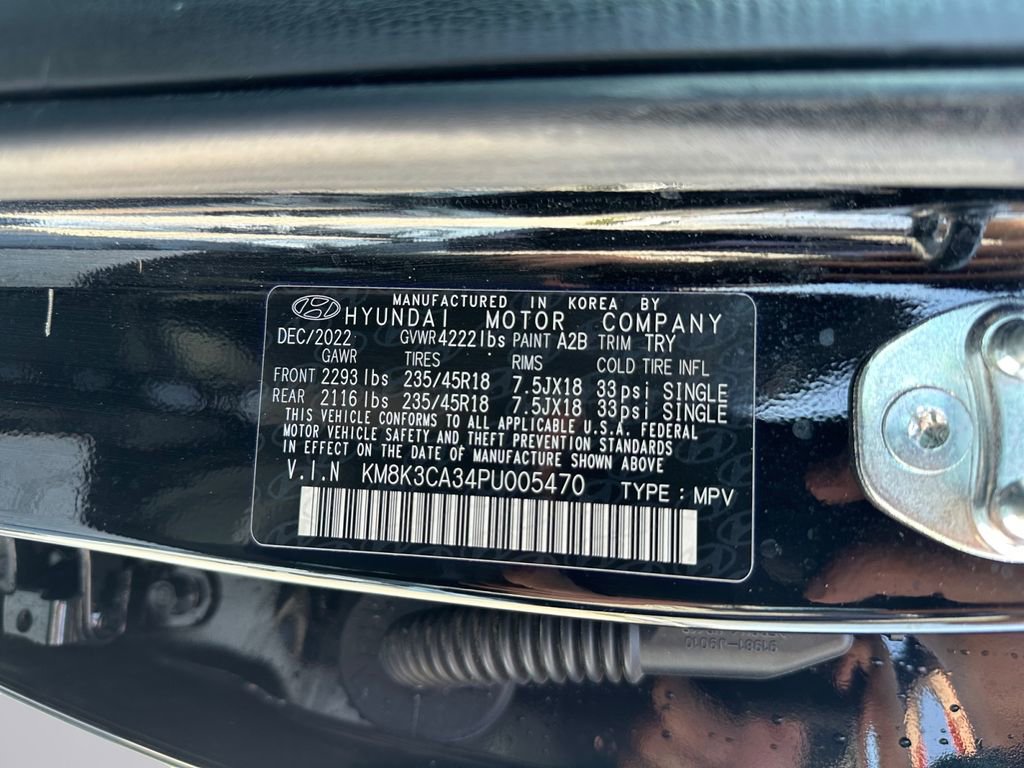 MANUFACTURED IN KOREA BY
HYUNDAI MOTOR COMPANY
DEC/2022 GVWR 4222 lbs PAINT A2B TRIM TRY
GAWR TIRES RIMS COLD TIRE INFL
FRONT 2293 lbs 235/45R18 7.5JX18 33psi SINGLE
REAR 2116 lbs 235/45R18 7.5JX18 33psi SINGLE
THIS VEHICLE CONFORMS TO ALL APPLICABLE U.S.A. FEDERAL
MOTOR VEHICLE SAFETY AND THEFT PREVENTION STANDARDS
IN EFFECT ON THE DATE OF MANUFACTURE SHOWN ABOVE
V.I.N KM8K3CA34PU005470 TYPE : MPV
91981-J9010